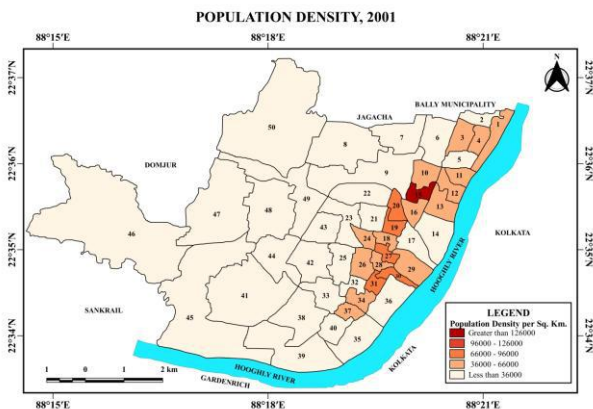 POPULATION DENSITY, 2001
88°15'E
88°18'E
88°21'E
22°37'N
22°37'N
N
BALLY MUNICIPALITY
JAGACHA
2
1
50
8
7
6
3
4
5
22°36'N
22°36'N
DOMJUR
9
10
11
22
12
13
47
48
49
20
16
46
23
21
19
14
KOLKATA
43
24
18
17
22°35'N
22°35'N
44
42
25
26
27
28
29
HOOGHLY RIVER
32
31
30
41
33
34
36
SANKRAIL
45
38
37
40
35
39
22°34'N
22°34'N
KOLKATA
HOOGHLY RIVER
GARDENRICH
LEGEND
Population Density per Sq. Km.
Greater than 126000
96000 - 126000
66000 - 96000
36000 - 66000
Less than 36000
1 0 2 km
88°15'E
88°18'E
88°21'E